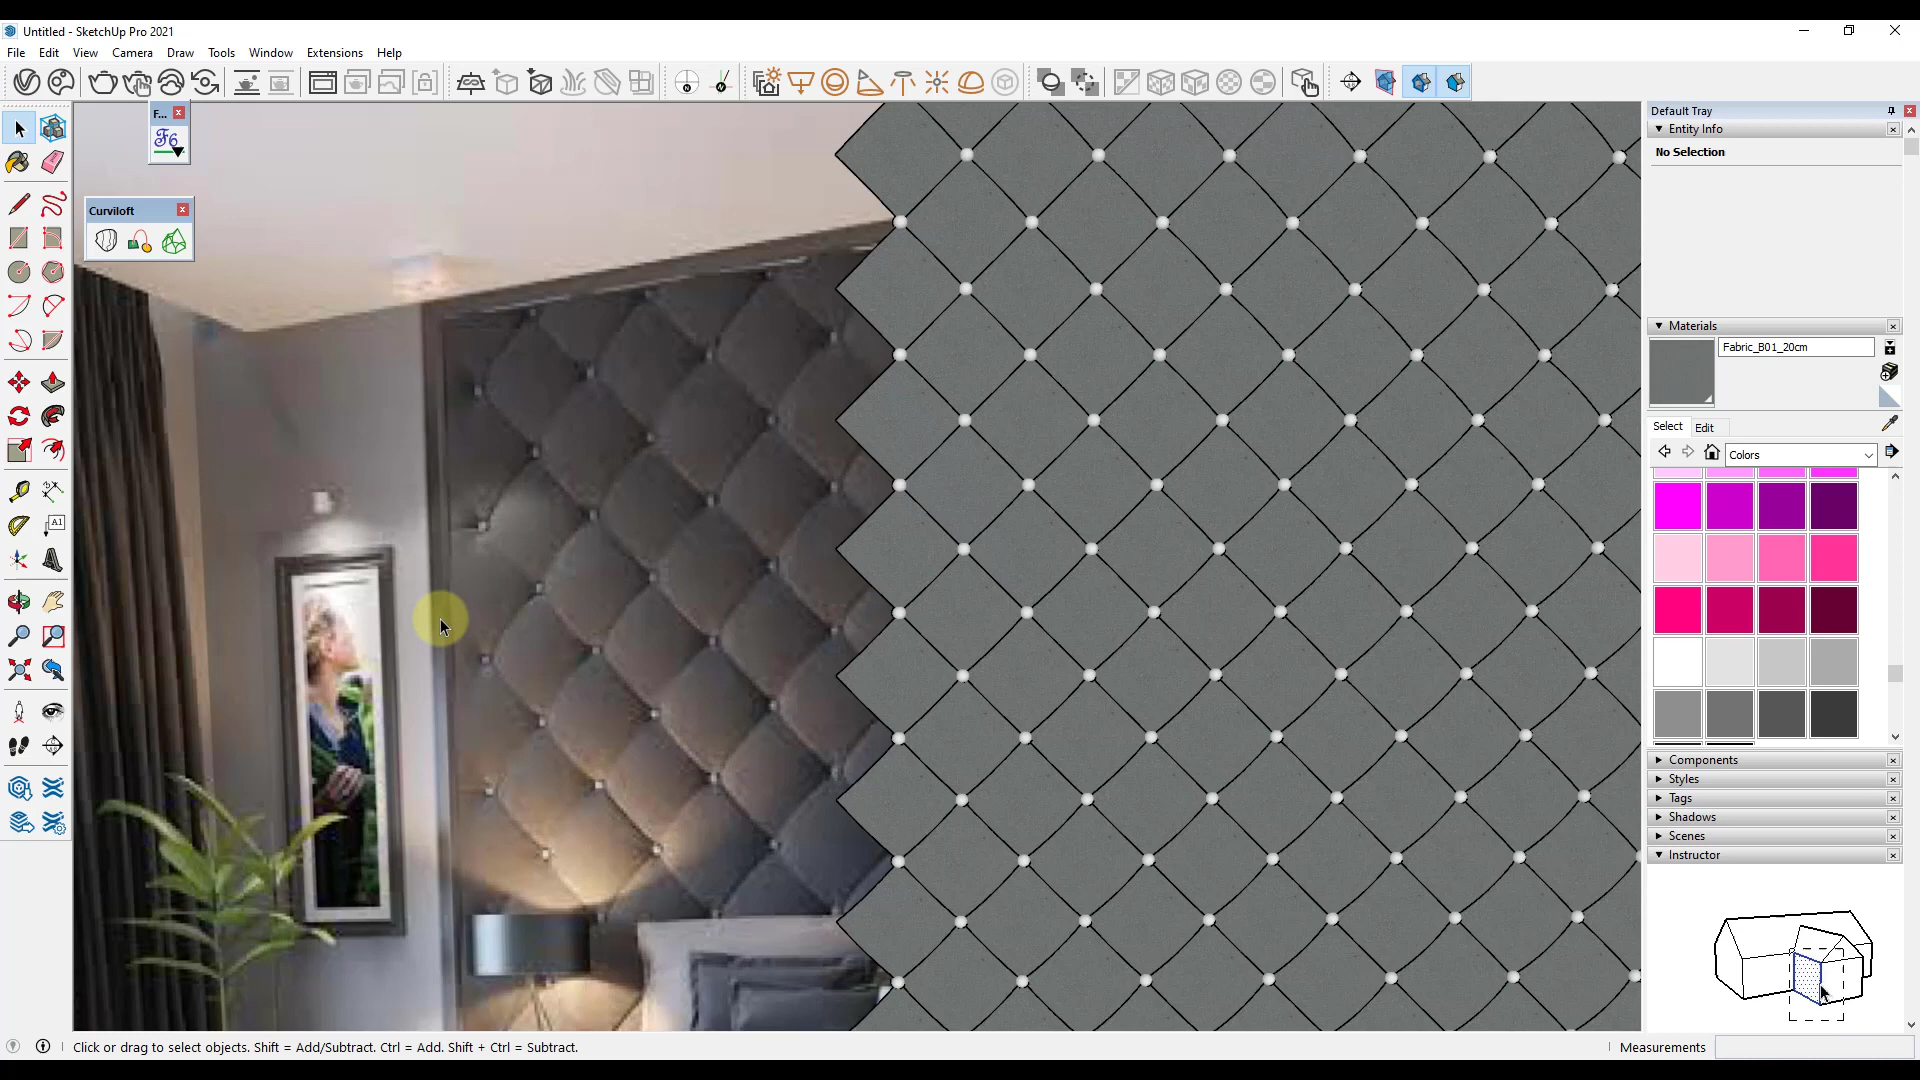 Untitled - SketchUp Pro 2021
File Edit View Camera Draw Tools Window Extensions Help
F...
F6
Curviloft
A1
Default Tray
Entity Info
No Selection
Materials
Fabric_B01_20cm
Select Edit
Colors
Components
Styles
Tags
Shadows
Scenes
Instructor
Click or drag to select objects. Shift = Add/Subtract. Ctrl = Add. Shift + Ctrl = Subtract.
Measurements